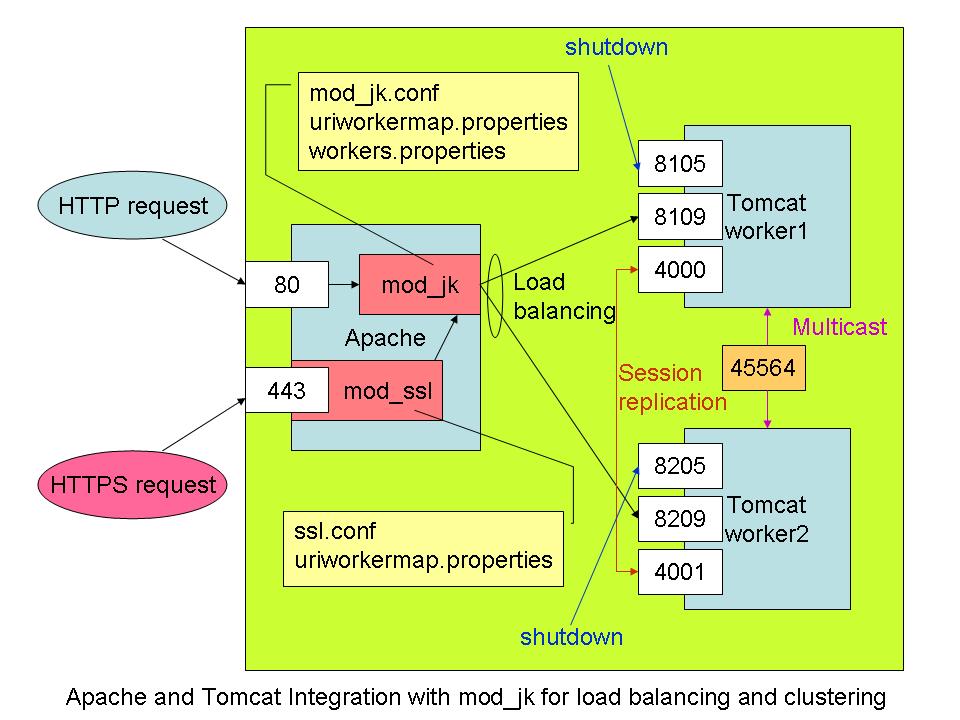 shutdown
mod_jk.conf
uriworkermap.properties
workers.properties
8105
HTTP request
8109
Tomcat
worker1
4000
80
mod_jk
Load
balancing
Multicast
Apache
45564
Session
replication
443
mod_ssl
8205
HTTPS request
8209
Tomcat
worker2
ssl.conf
uriworkermap.properties
4001
shutdown
Apache and Tomcat Integration with mod_jk for load balancing and clustering